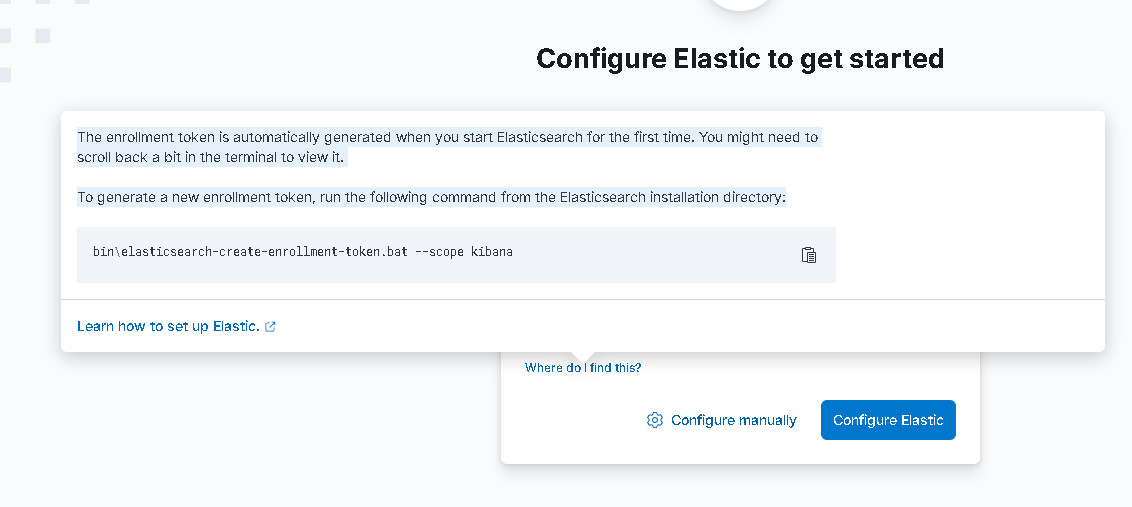 Configure Elastic to get started
The enrollment token is automatically generated when you start Elasticsearch for the first time. You might need to
scroll back a bit in the terminal to view it.
To generate a new enrollment token, run the following command from the Elasticsearch installation directory:
bin\elasticsearch-create-enrollment-token.bat --scope kibana
Learn how to set up Elastic.
Where do I find this?
Configure manually
Configure Elastic